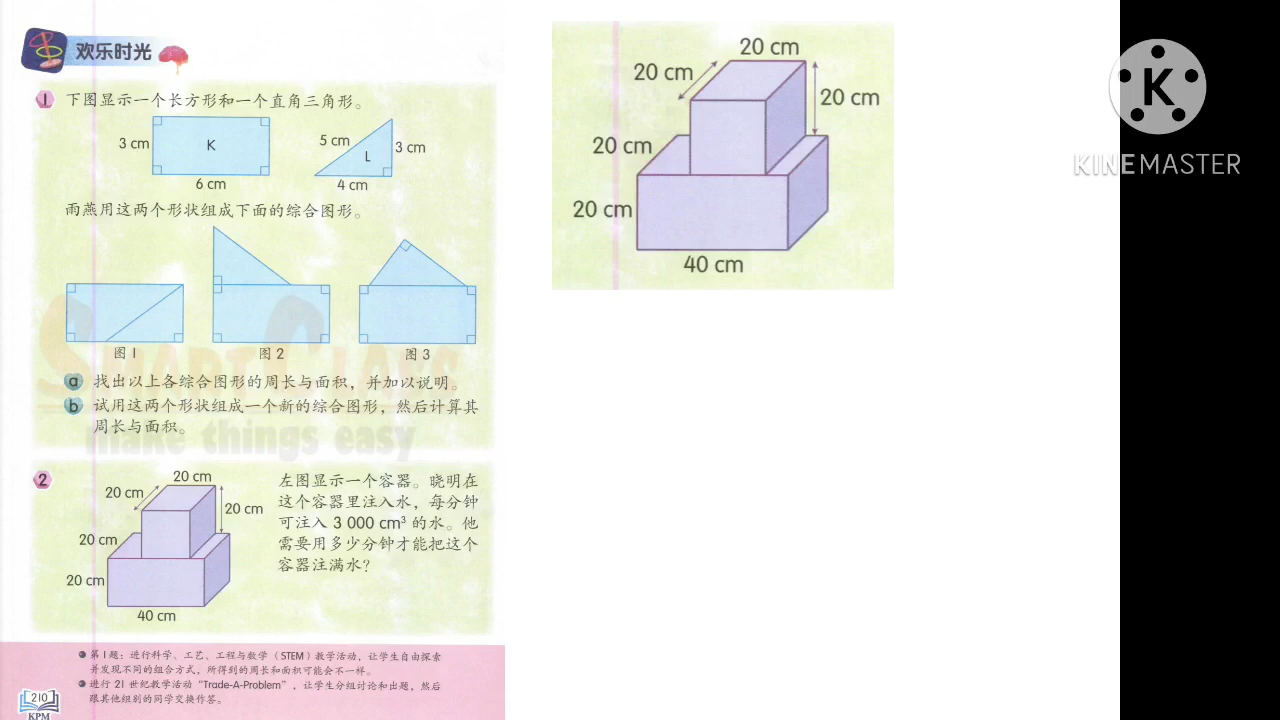 欢乐时光
1 下图显示一个长方形和一个直角三角形。
3 cm
K
6 cm
5 cm
L
3 cm
4 cm
雨燕用这两个形状组成下面的综合图形。
图1
图2
图3
SMART CLASS
make things easy
a 找出以上各综合图形的周长与面积，并加以说明。
b 试用这两个形状组成一个新的综合图形，然后计算其
周长与面积。
2
20 cm
20 cm
20 cm
20 cm
20 cm
40 cm
左图显示一个容器。晓明在
这个容器里注入水，每分钟
可注入 3 000 cm³ 的水。他
需要用多少分钟才能把这个
容器注满水？
● 第1题：进行科学、工艺、工程与数学（STEM）教学活动，让学生自由探索
并发现不同的组合方式，所得到的周长和面积可能会不一样。
● 进行 21 世纪教学活动“Trade-A-Problem”，让学生分组讨论和出题，然后
跟其他组别的同学交换作答。
210
KPM
20 cm
20 cm
20 cm
20 cm
20 cm
40 cm
K
KINEMASTER